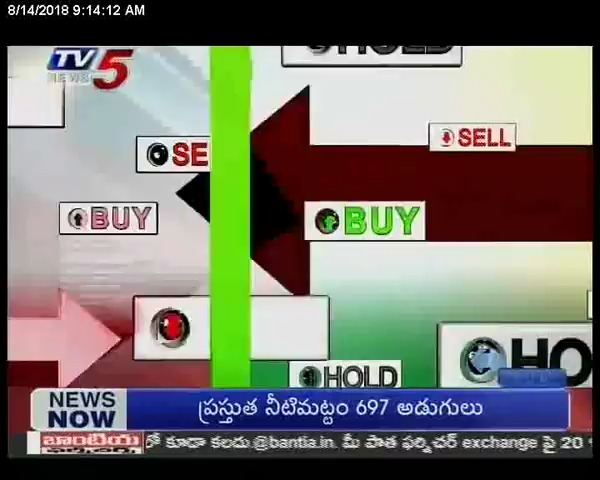 8/14/2018 9:14:12 AM
TV5
NEWS
HOLD
SELL
SE
BUY
BUY
HOLD
HO
NEWS NOW
ప్రస్తుత నీటిమట్టం 697 అడుగులు
బాంటియ
లో కూడా కలదు @bantia.in. మీ పాత ఫర్నిచర్ exchange పై 20